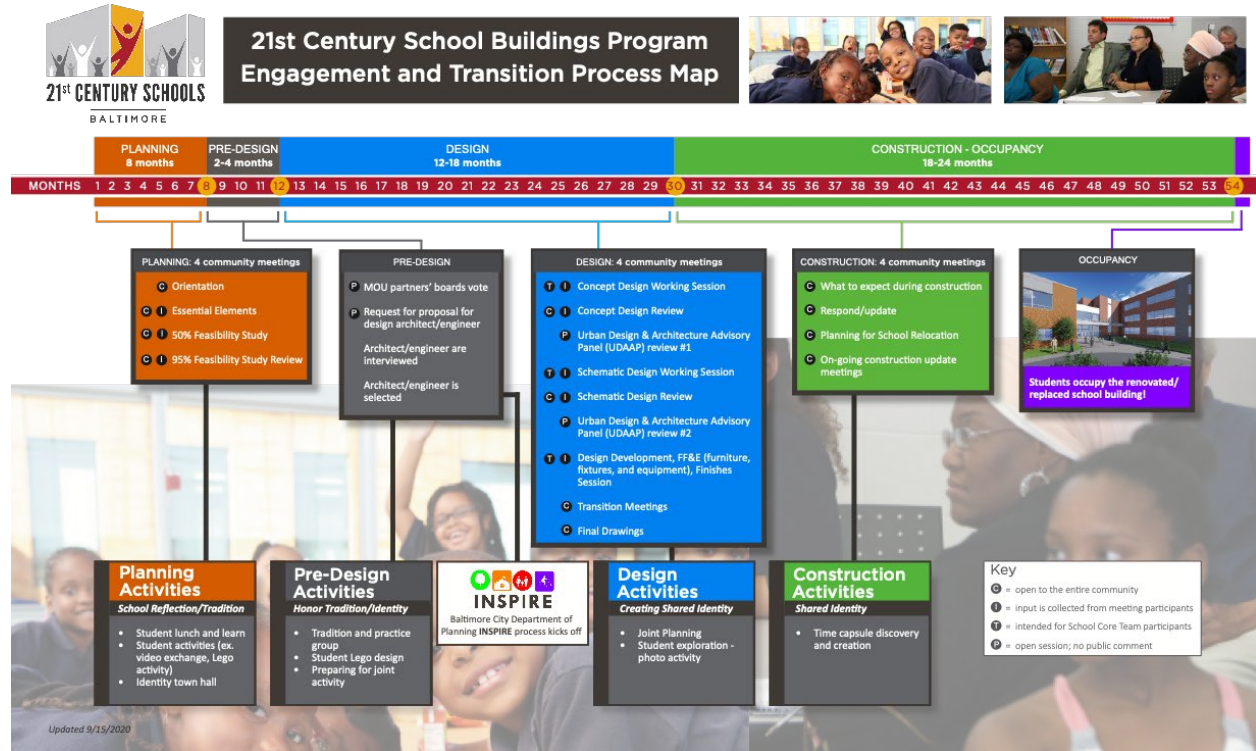 21st CENTURY SCHOOLS
BALTIMORE
21st Century School Buildings Program
Engagement and Transition Process Map
PLANNING
8 months
PRE-DESIGN
2-4 months
DESIGN
12-18 months
CONSTRUCTION - OCCUPANCY
18-24 months
MONTHS 1 2 3 4 5 6 7 8 9 10 11 12 13 14 15 16 17 18 19 20 21 22 23 24 25 26 27 28 29 30 31 32 33 34 35 36 37 38 39 40 41 42 43 44 45 46 47 48 49 50 51 52 53 54
PLANNING: 4 community meetings
C Orientation
C I Essential Elements
C I 50% Feasibility Study
C I 95% Feasibility Study Review
PRE-DESIGN
P MOU partners' boards vote
P Request for proposal for
design architect/engineer
Architect/engineer are
interviewed
Architect/engineer is
selected
DESIGN: 4 community meetings
T I Concept Design Working Session
C I Concept Design Review
P Urban Design & Architecture Advisory
Panel (UDAAP) review #1
T I Schematic Design Working Session
C I Schematic Design Review
P Urban Design & Architecture Advisory
Panel (UDAAP) review #2
T I Design Development, FF&E (furniture,
fixtures, and equipment), Finishes
Session
C Transition Meetings
C Final Drawings
CONSTRUCTION: 4 community meetings
C What to expect during construction
C Respond/update
C Planning for School Relocation
C On-going construction update
meetings
OCCUPANCY
Students occupy the renovated/
replaced school building!
Planning
Activities
School Reflection/Tradition
• Student lunch and learn
• Student activities (ex.
video exchange, Lego
activity)
• Identity town hall
Pre-Design
Activities
Honor Tradition/Identity
• Tradition and practice
group
• Student Lego design
• Preparing for joint
activity
INSPIRE
Baltimore City Department of
Planning INSPIRE process kicks off
Design
Activities
Creating Shared Identity
• Joint Planning
• Student exploration -
photo activity
Construction
Activities
Shared Identity
• Time capsule discovery
and creation
Key
C = open to the entire community
I = input is collected from meeting participants
T = intended for School Core Team participants
P = open session; no public comment
Updated 9/15/2020